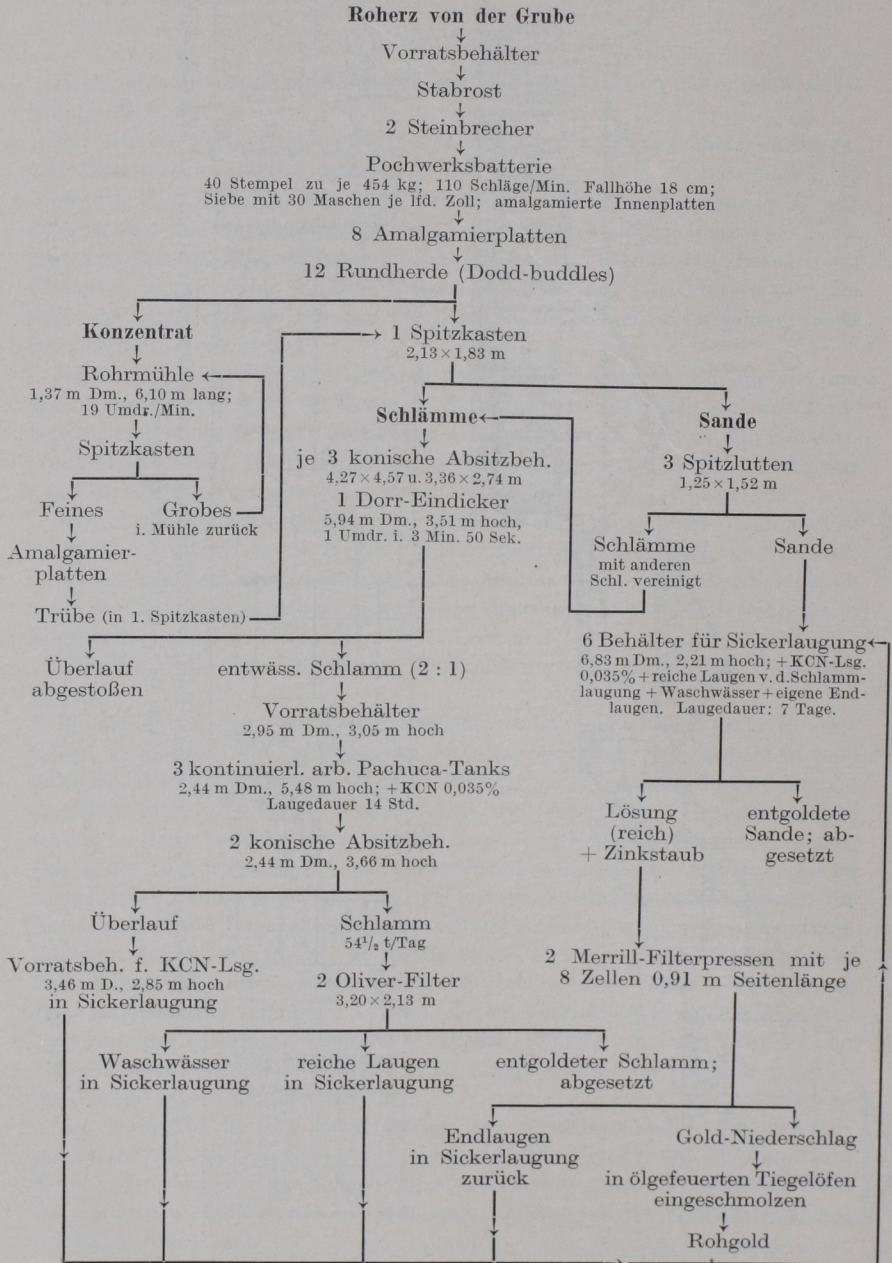 Roherz von der Grube
Vorratsbehälter
Stabrost
2 Steinbrecher
Pochwerksbatterie
40 Stempel zu je 454 kg; 110 Schläge/Min. Fallhöhe 18 cm;
Siebe mit 30 Maschen je lfd. Zoll; amalgamierte Innenplatten
8 Amalgamierplatten
12 Rundherde (Dodd-buddles)
Konzentrat
Rohrmühle
1,37 m Dm., 6,10 m lang;
19 Umdr./Min.
Spitzkasten
Feines
Grobes
i. Mühle zurück
Amalgamier-
platten
Trübe (in 1. Spitzkasten)
1 Spitzkasten
2,13 × 1,83 m
Schlämme
je 3 konische Absitzbeh.
4,27 × 4,57 u. 3,36 × 2,74 m
1 Dorr-Eindicker
5,94 m Dm., 3,51 m hoch,
1 Umdr. i. 3 Min. 50 Sek.
Sande
3 Spitzlutten
1,25 × 1,52 m
Schlämme
mit anderen
Schl. vereinigt
Sande
Überlauf
abgestoßen
entwäss. Schlamm (2 : 1)
Vorratsbehälter
2,95 m Dm., 3,05 m hoch
3 kontinuierl. arb. Pachuca-Tanks
2,44 m Dm., 5,48 m hoch; + KCN 0,035%
Laugedauer 14 Std.
2 konische Absitzbeh.
2,44 m Dm., 3,66 m hoch
6 Behälter für Sickerlaugung
6,83 m Dm., 2,21 m hoch; + KCN-Lsg.
0,035% + reiche Laugen v. d. Schlamm-
laugung + Waschwässer + eigene End-
laugen. Laugedauer: 7 Tage.
Lösung
(reich)
+ Zinkstaub
entgoldete
Sande; ab-
gesetzt
Überlauf
Vorratsbeh. f. KCN-Lsg.
3,46 m D., 2,85 m hoch
in Sickerlaugung
Schlamm
54 1/2 t/Tag
2 Oliver-Filter
3,20 × 2,13 m
2 Merrill-Filterpressen mit je
8 Zellen 0,91 m Seitenlänge
Waschwässer
in Sickerlaugung
reiche Laugen
in Sickerlaugung
entgoldeter Schlamm;
abgesetzt
Endlaugen
in Sickerlaugung
zurück
Gold-Niederschlag
in ölgefeuerten Tiegelöfen
eingeschmolzen
Rohgold